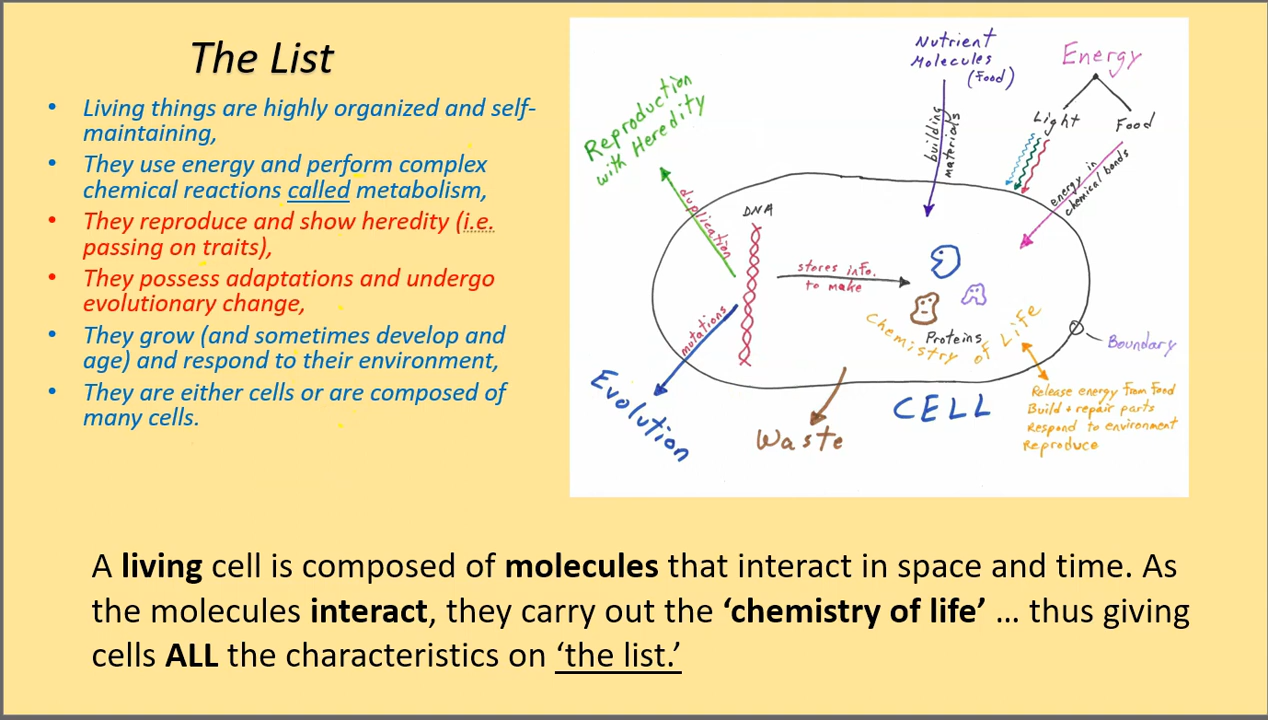 The List
• Living things are highly organized and self-
maintaining,
• They use energy and perform complex
chemical reactions called metabolism,
• They reproduce and show heredity (i.e.
passing on traits),
• They possess adaptations and undergo
evolutionary change,
• They grow (and sometimes develop and
age) and respond to their environment,
• They are either cells or are composed of
many cells.
Nutrient
Molecules
(Food)
building
materials
Energy
Light
Food
energy in
chemical bonds
Reproduction
with Heredity
duplication
DNA
stores info.
to make
Proteins
Chemistry of Life
mutations
Evolution
Waste
CELL
Boundary
Release energy from Food
Build + repair parts
Respond to environment
Reproduce
A living cell is composed of molecules that interact in space and time. As
the molecules interact, they carry out the ‘chemistry of life’ … thus giving
cells ALL the characteristics on ‘the list.’